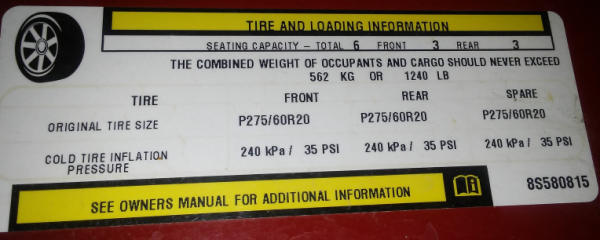 TIRE AND LOADING INFORMATION
SEATING CAPACITY - TOTAL 6 FRONT 3 REAR 3
THE COMBINED WEIGHT OF OCCUPANTS AND CARGO SHOULD NEVER EXCEED
562 KG OR 1240 LB
TIRE FRONT REAR SPARE
ORIGINAL TIRE SIZE P275/60R20 P275/60R20 P275/60R20
COLD TIRE INFLATION PRESSURE 240 kPa / 35 PSI 240 kPa / 35 PSI 240 kPa / 35 PSI
SEE OWNERS MANUAL FOR ADDITIONAL INFORMATION
8S580815